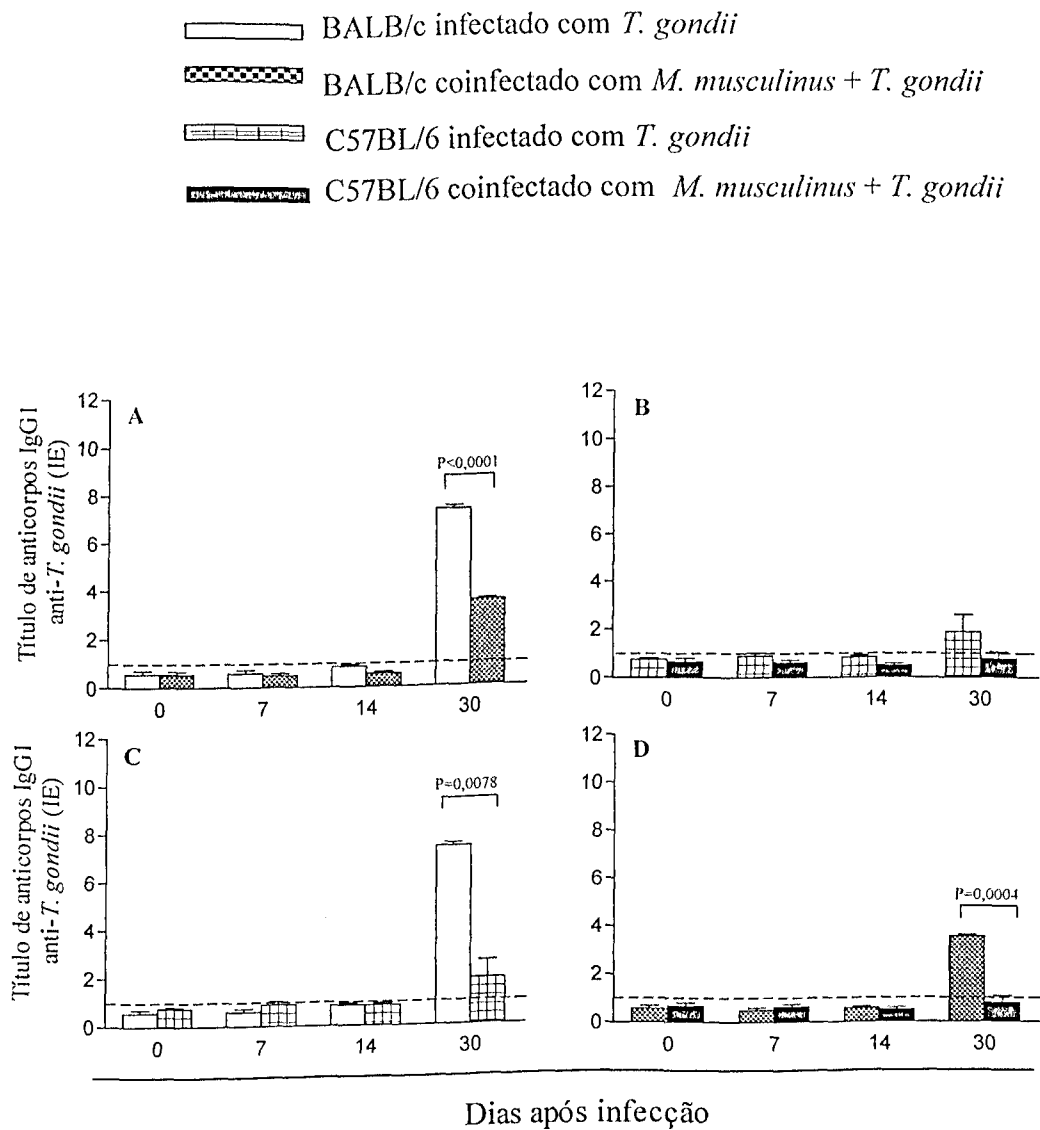 BALB/c infectado com T. gondii
BALB/c coinfectado com M. musculinus + T. gondii
C57BL/6 infectado com T. gondii
C57BL/6 coinfectado com M. musculinus + T. gondii
Título de anticorpos IgG1
anti-T. gondii (IE)
12
10
8
6
4
2
0
A
P<0,0001
0 7 14 30
12
10
8
6
4
2
0
B
0 7 14 30
Título de anticorpos IgG1
anti-T. gondii (IE)
12
10
8
6
4
2
0
C
P=0,0078
0 7 14 30
12
10
8
6
4
2
0
D
P=0,0004
0 7 14 30
Dias após infecção